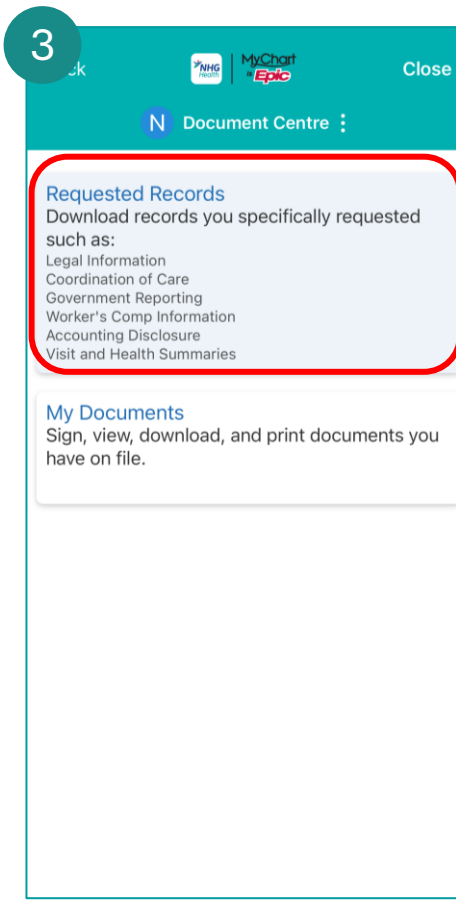 3
ck
NHG
Health
MyChart
Epic
Close
N Document Centre
Requested Records
Download records you specifically requested
such as:
Legal Information
Coordination of Care
Government Reporting
Worker's Comp Information
Accounting Disclosure
Visit and Health Summaries
My Documents
Sign, view, download, and print documents you
have on file.